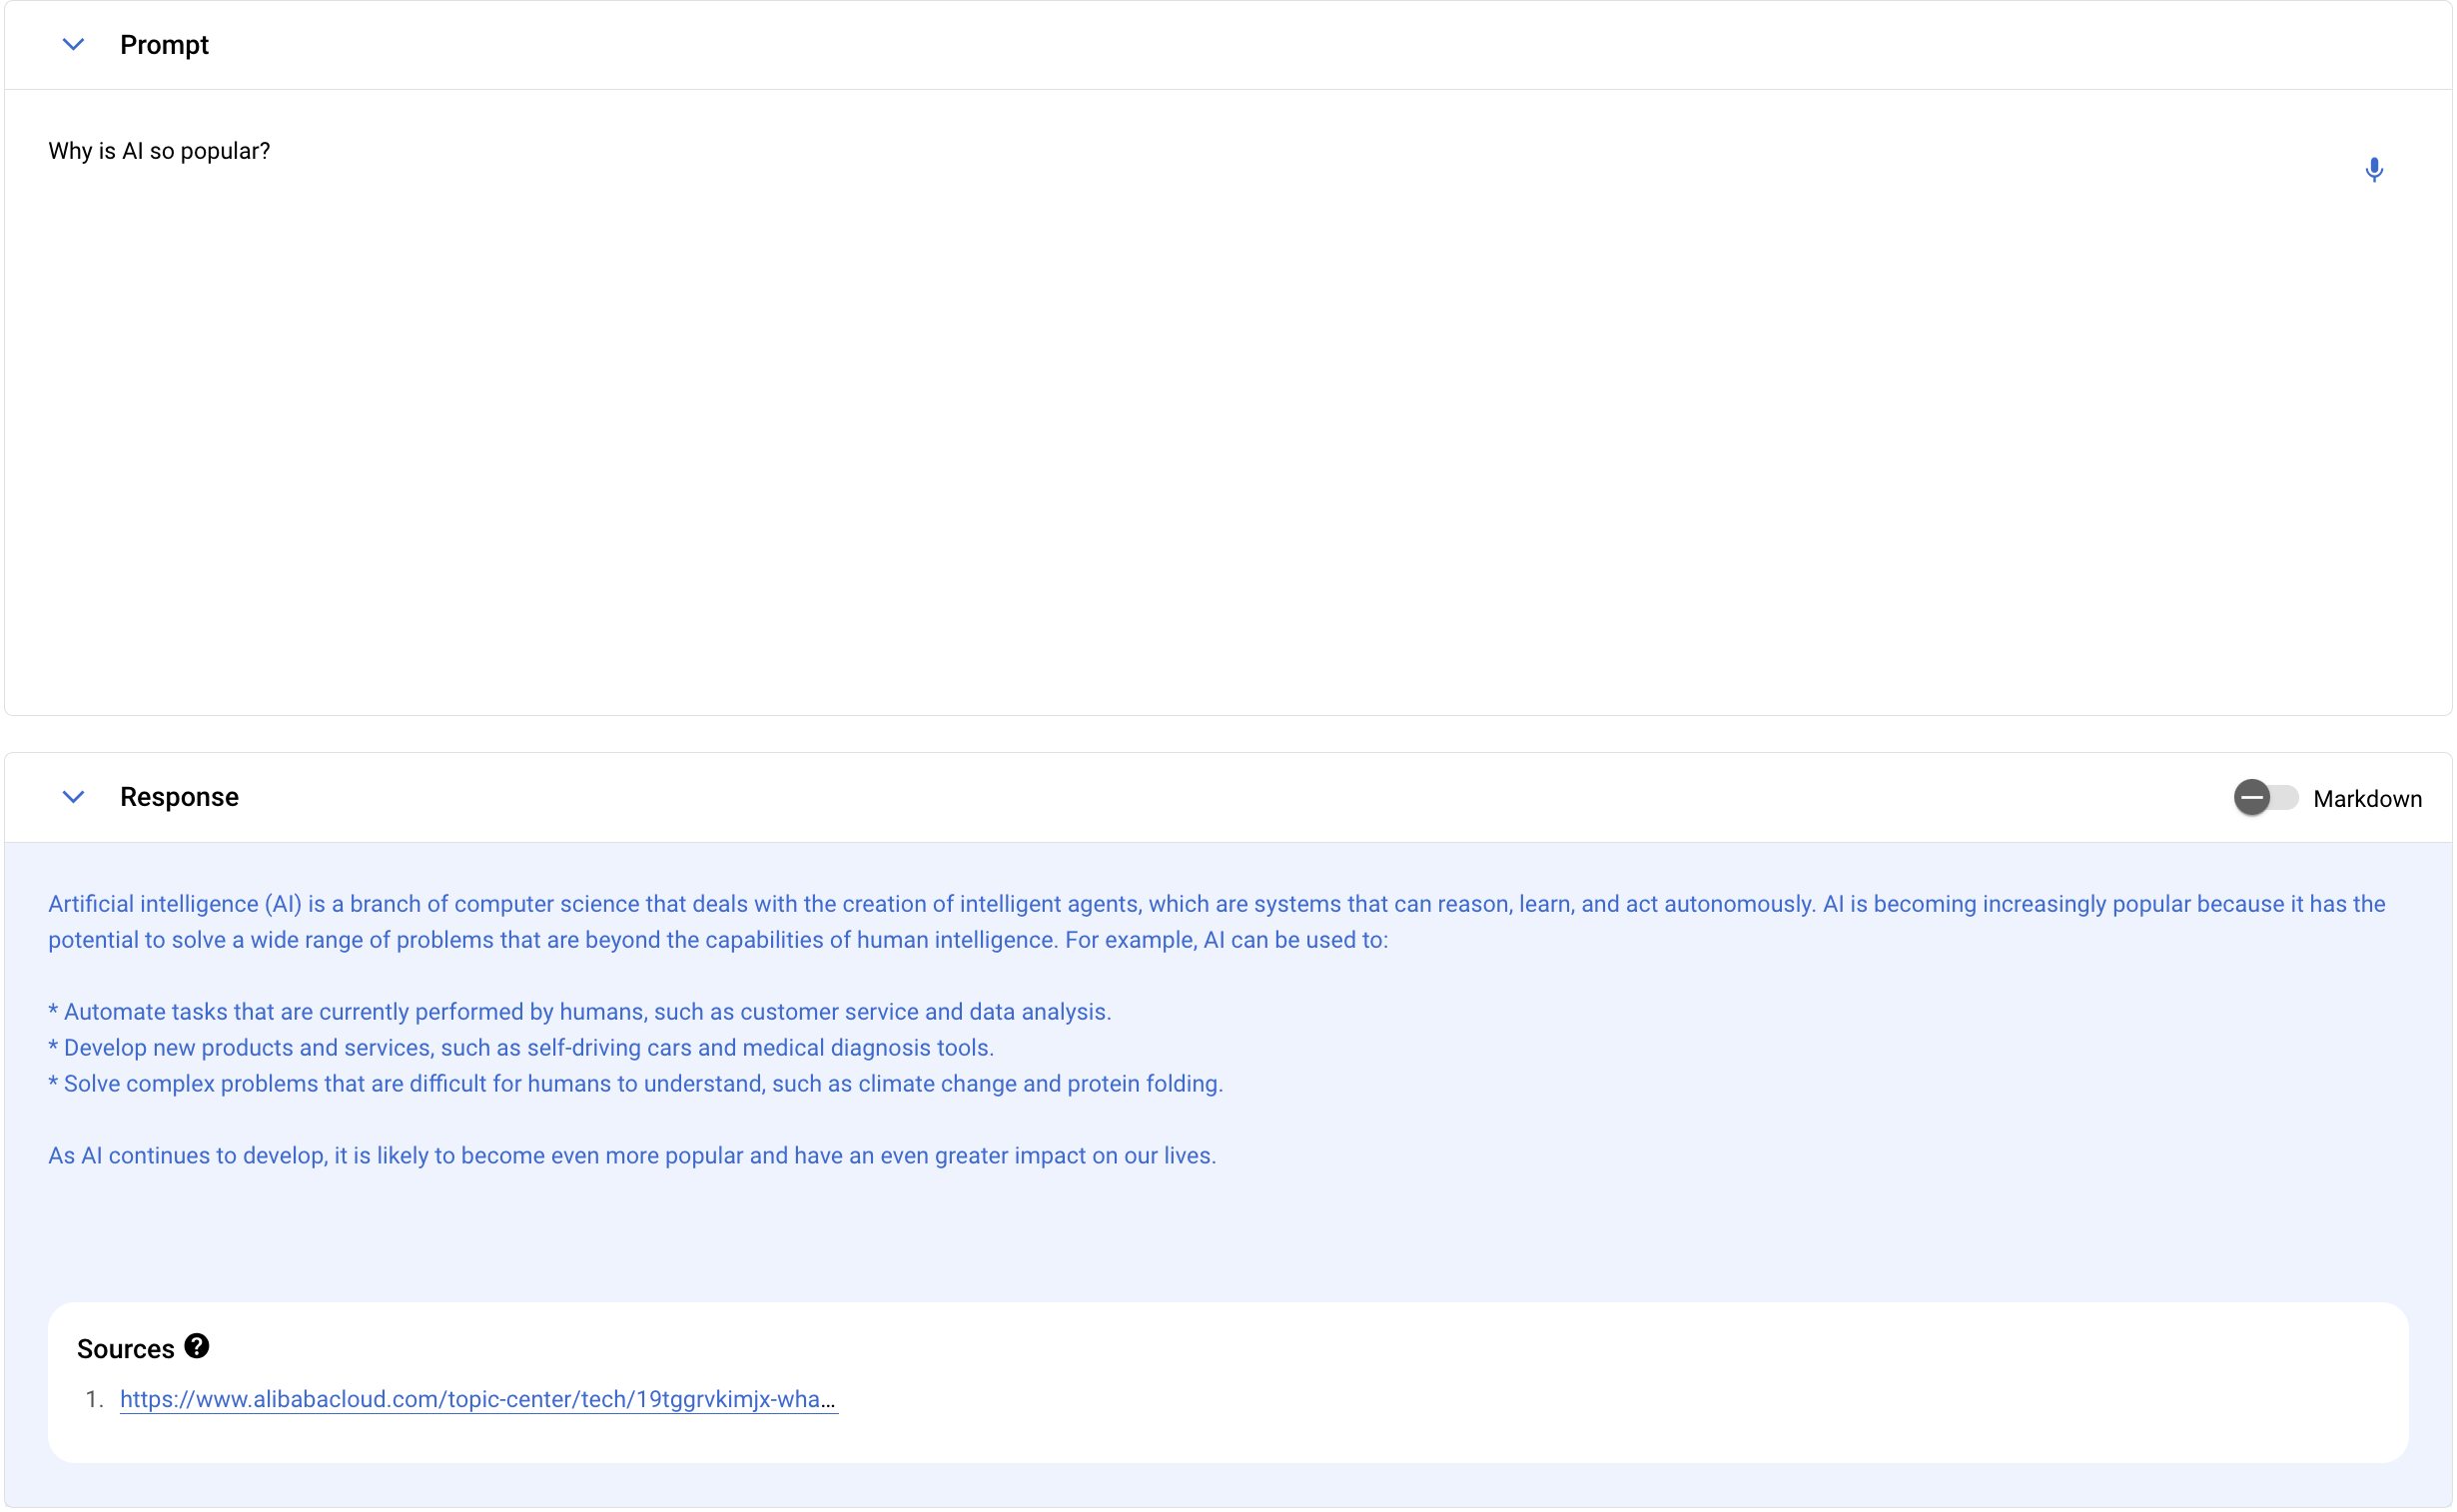 Prompt
Why is AI so popular?
Response
Markdown
Artificial intelligence (AI) is a branch of computer science that deals with the creation of intelligent agents, which are systems that can reason, learn, and act autonomously. AI is becoming increasingly popular because it has the
potential to solve a wide range of problems that are beyond the capabilities of human intelligence. For example, AI can be used to:
* Automate tasks that are currently performed by humans, such as customer service and data analysis.
* Develop new products and services, such as self-driving cars and medical diagnosis tools.
* Solve complex problems that are difficult for humans to understand, such as climate change and protein folding.
As AI continues to develop, it is likely to become even more popular and have an even greater impact on our lives.
Sources ?
1. https://www.alibabacloud.com/topic-center/tech/19tggrvkimjx-wha...